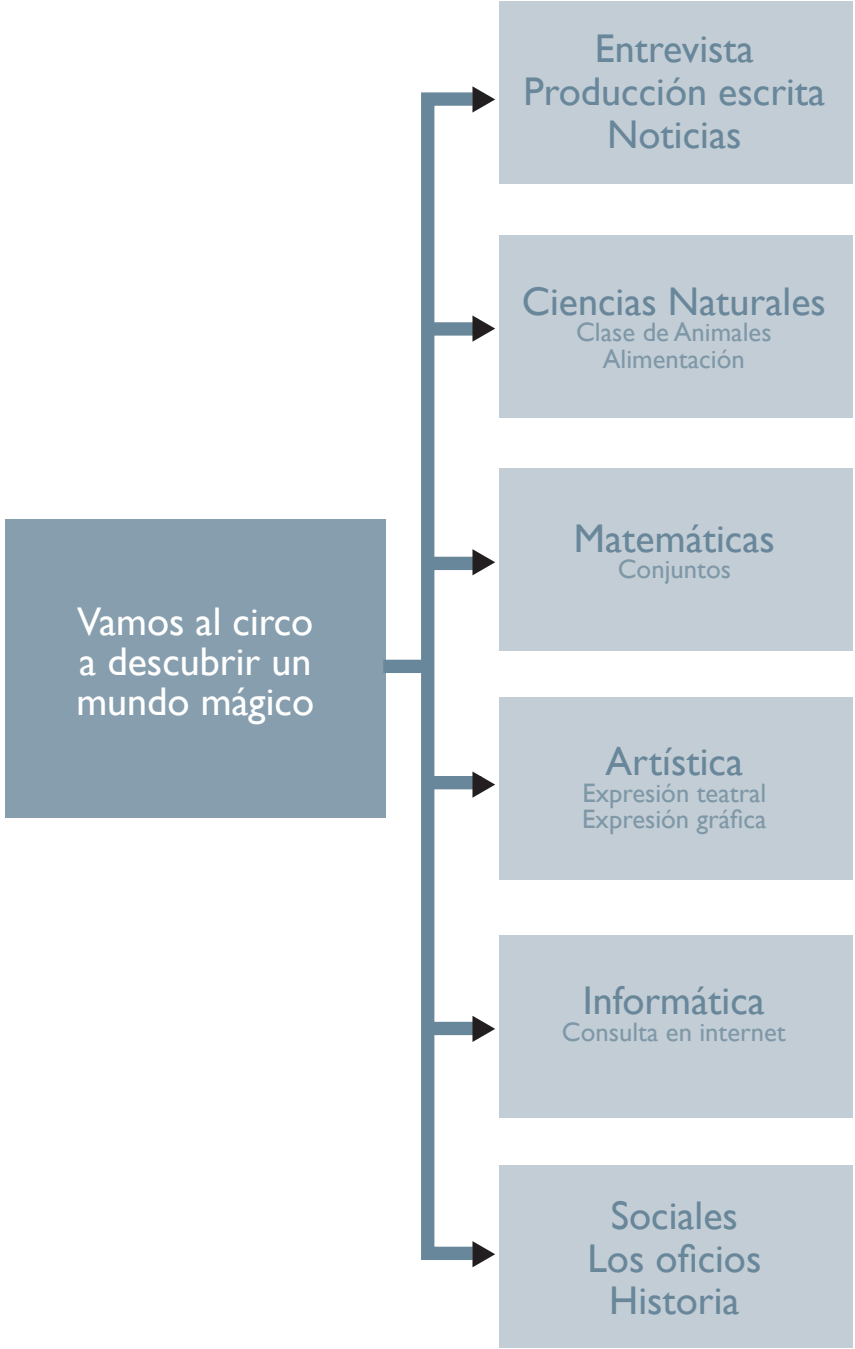 Entrevista
Producción escrita
Noticias
Ciencias Naturales
Clase de Animales
Alimentación
Matemáticas
Conjuntos
Vamos al circo
a descubrir un
mundo mágico
Artística
Expresión teatral
Expresión gráfica
Informática
Consulta en internet
Sociales
Los oficios
Historia